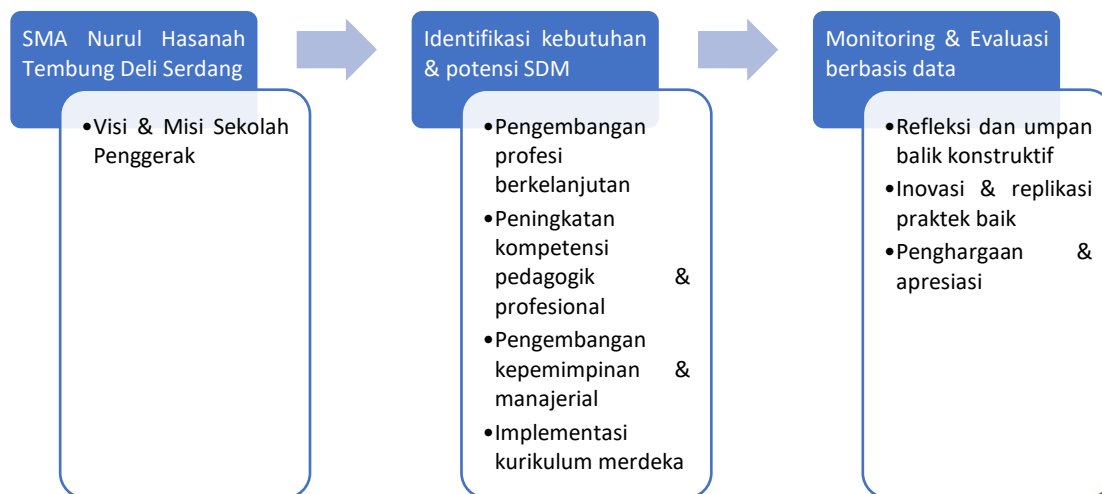 SMA Nurul Hasanah
Tembung Deli Serdang
•Visi & Misi Sekolah
Penggerak
Identifikasi kebutuhan
& potensi SDM
•Pengembangan
profesi
berkelanjutan
•Peningkatan
kompetensi
pedagogik &
profesional
•Pengembangan
kepemimpinan &
manajerial
•Implementasi
kurikulum merdeka
Monitoring & Evaluasi
berbasis data
•Refleksi dan umpan
balik konstruktif
•Inovasi & replikasi
praktek baik
•Penghargaan &
apresiasi